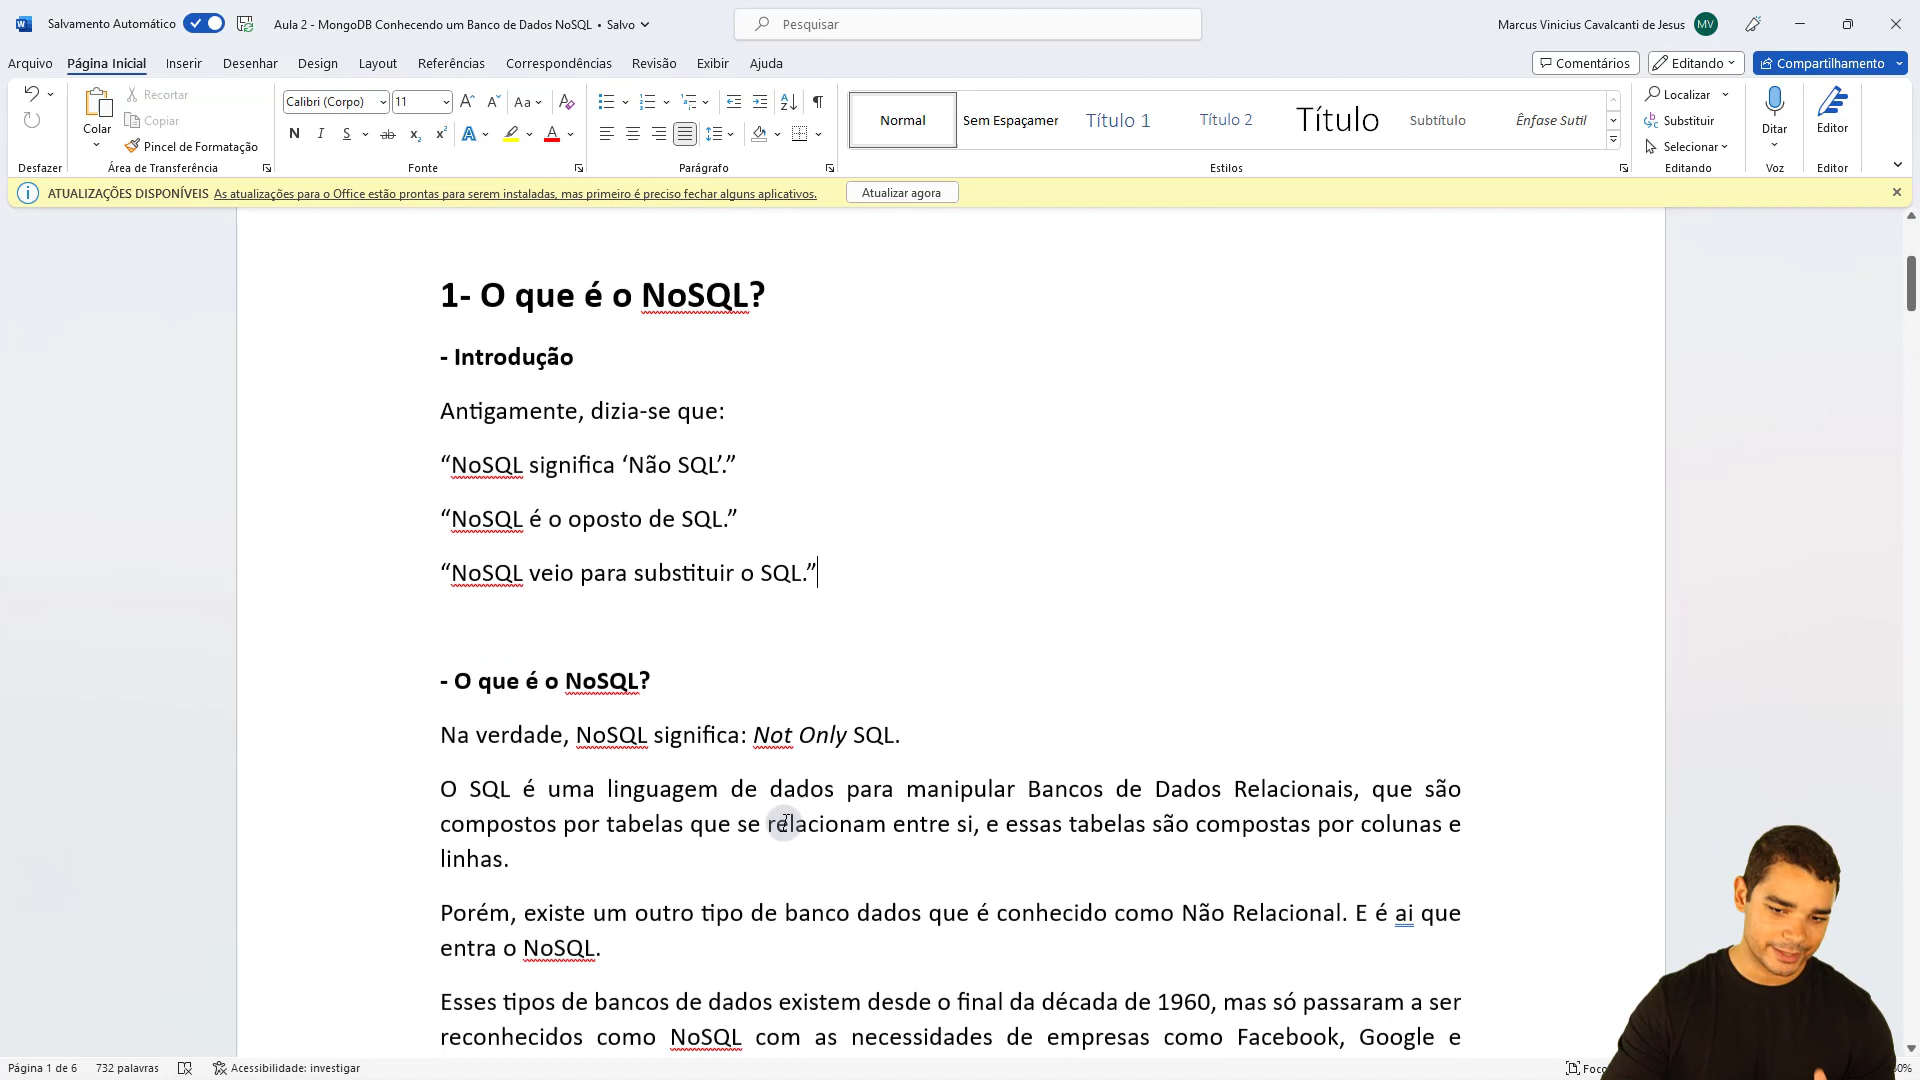 Salvamento Automático
Aula 2 - MongoDB Conhecendo um Banco de Dados NoSQL • Salvo
Pesquisar
Marcus Vinicius Cavalcanti de Jesus
MV
Arquivo
Página Inicial
Inserir
Desenhar
Design
Layout
Referências
Correspondências
Revisão
Exibir
Ajuda
Comentários
Editando
Compartilhamento
Colar
Recortar
Copiar
Pincel de Formatação
Calibri (Corpo)
11
Normal
Sem Espaçamer
Título 1
Título 2
Título
Subtítulo
Ênfase Sutil
Localizar
Substituir
Selecionar
Ditar
Editor
Desfazer
Área de Transferência
Fonte
Parágrafo
Estilos
Editando
Voz
Editor
ATUALIZAÇÕES DISPONÍVEIS As atualizações para o Office estão prontas para serem instaladas, mas primeiro é preciso fechar alguns aplicativos.
Atualizar agora
1- O que é o NoSQL?
- Introdução
Antigamente, dizia-se que:
“NoSQL significa ‘Não SQL’.”
“NoSQL é o oposto de SQL.”
“NoSQL veio para substituir o SQL.”
- O que é o NoSQL?
Na verdade, NoSQL significa: Not Only SQL.
O SQL é uma linguagem de dados para manipular Bancos de Dados Relacionais, que são
compostos por tabelas que se relacionam entre si, e essas tabelas são compostas por colunas e
linhas.
Porém, existe um outro tipo de banco dados que é conhecido como Não Relacional. E é ai que
entra o NoSQL.
Esses tipos de bancos de dados existem desde o final da década de 1960, mas só passaram a ser
reconhecidos como NoSQL com as necessidades de empresas como Facebook, Google e
Página 1 de 6
732 palavras
Acessibilidade: investigar